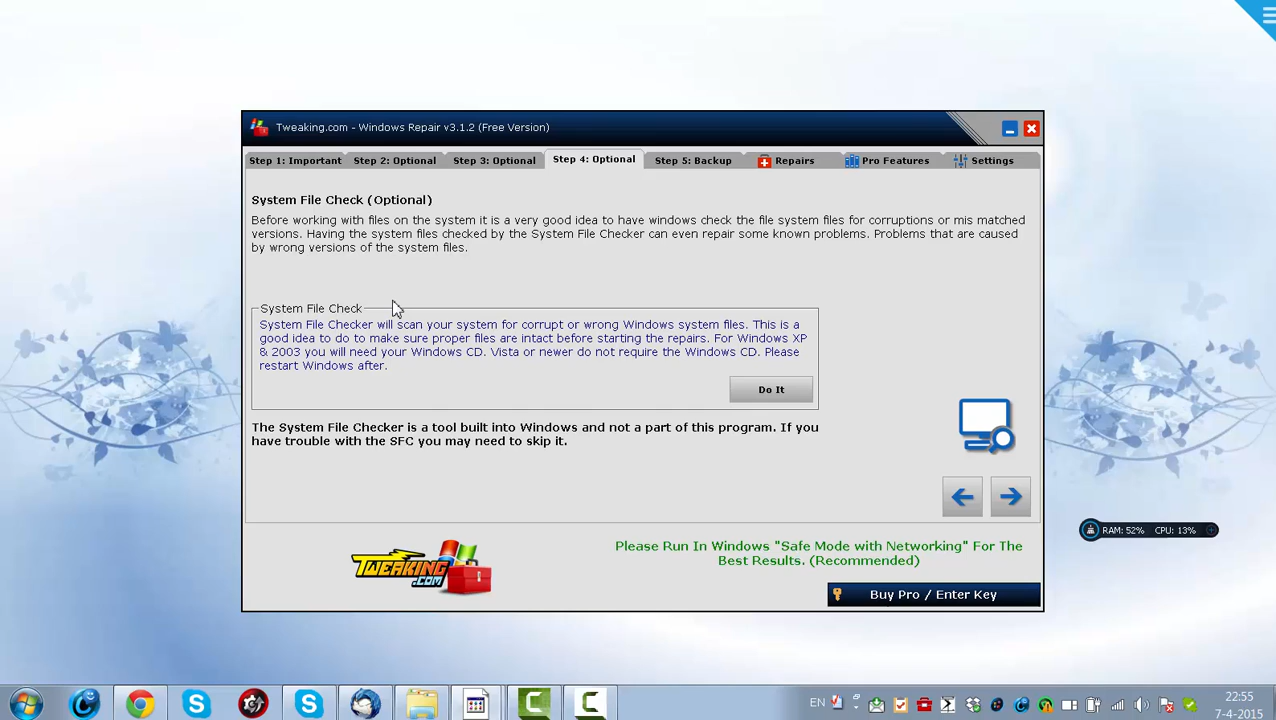 Tweaking.com - Windows Repair v3.1.2 (Free Version)
Step 1: Important Step 2: Optional Step 3: Optional Step 4: Optional Step 5: Backup Repairs Pro Features Settings
System File Check (Optional)
Before working with files on the system it is a very good idea to have windows check the file system files for corruptions or mis matched
versions. Having the system files checked by the System File Checker can even repair some known problems. Problems that are caused
by wrong versions of the system files.
System File Check
System File Checker will scan your system for corrupt or wrong Windows system files. This is a
good idea to do to make sure proper files are intact before starting the repairs. For Windows XP
& 2003 you will need your Windows CD. Vista or newer do not require the Windows CD. Please
restart Windows after.
Do It
The System File Checker is a tool built into Windows and not a part of this program. If you
have trouble with the SFC you may need to skip it.
RAM: 52% CPU: 13%
Please Run In Windows "Safe Mode with Networking" For The
Best Results. (Recommended)
TWEAKING
.COM
Buy Pro / Enter Key
EN
22:55
7-4-2015